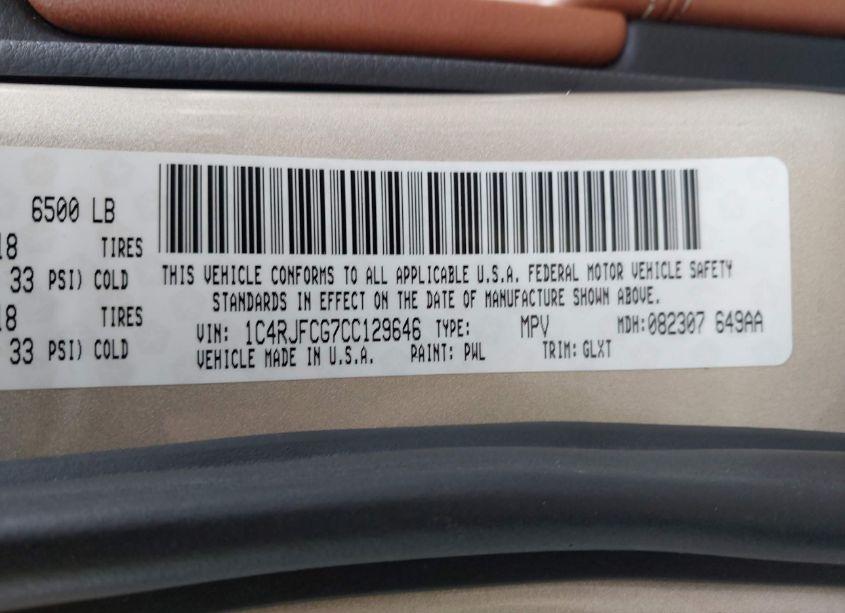 6500 LB
18 TIRES
33 PSI) COLD
18 TIRES
33 PSI) COLD
THIS VEHICLE CONFORMS TO ALL APPLICABLE U.S.A. FEDERAL MOTOR VEHICLE SAFETY
STANDARDS IN EFFECT ON THE DATE OF MANUFACTURE SHOWN ABOVE.
VIN: 1C4RJFCG7CC129646 TYPE: MPV MDH:082307 649AA
VEHICLE MADE IN U.S.A. PAINT: PWL TRIM: GLXT